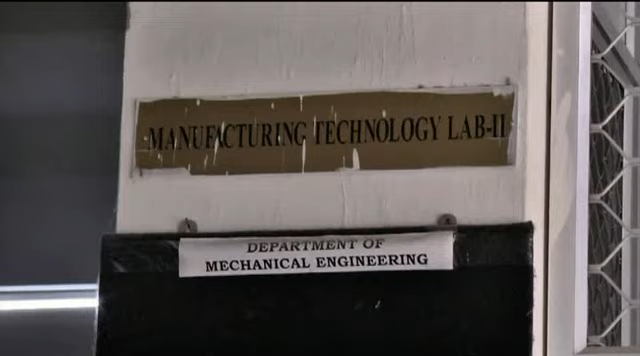 MANUFACTURING TECHNOLOGY LAB-II
DEPARTMENT OF
MECHANICAL ENGINEERING